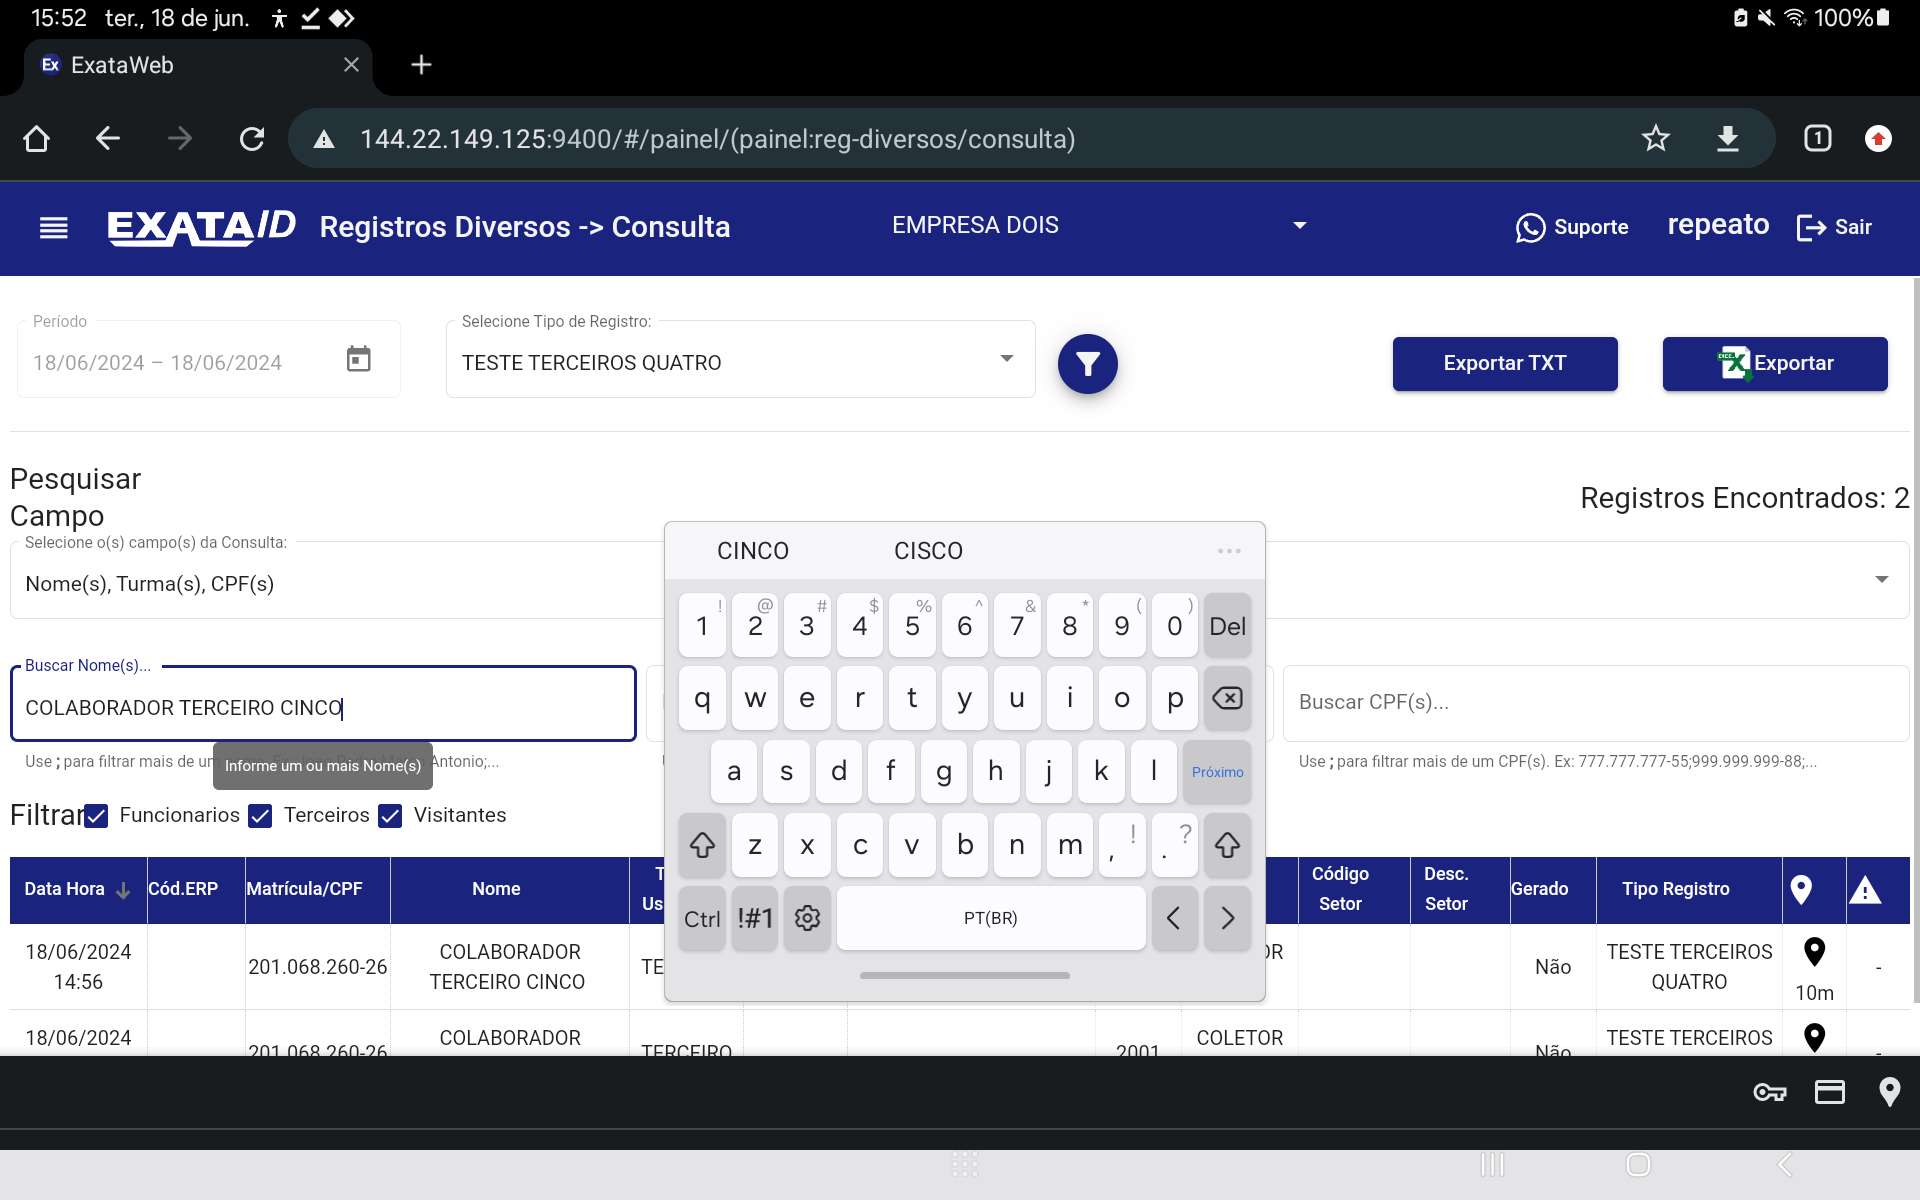 15:52 ter., 18 de jun. 100%
Ex ExataWeb
144.22.149.125:9400/#/painel/(painel:reg-diversos/consulta) 1
EXATA/D Registros Diversos -> Consulta EMPRESA DOIS Suporte repeato Sair
Período Selecione Tipo de Registro:
18/06/2024 – 18/06/2024 TESTE TERCEIROS QUATRO Exportar TXT Exportar
Pesquisar
Campo
Registros Encontrados: 2
Selecione o(s) campo(s) da Consulta:
Nome(s), Turma(s), CPF(s)
CINCO CISCO
1 ! 2 @ 3 # 4 $ 5 % 6 ^ 7 & 8 * 9 ( 0 ) Del
q w e r t y u i o p
a s d f g h j k l Próximo
z x c v b n m , ! . ?
Ctrl !#1 PT(BR)
Buscar Nome(s)...
COLABORADOR TERCEIRO CINCO
Buscar CPF(s)...
Use ; para filtrar mais de um Antonio;...
Informe um ou mais Nome(s)
Use ; para filtrar mais de um CPF(s). Ex: 777.777.777-55;999.999.999-88;...
Filtrar Funcionarios Terceiros Visitantes
Data Hora Cód.ERP Matrícula/CPF Nome Código Setor Desc. Setor Gerado Tipo Registro
18/06/2024 14:56 201.068.260-26 COLABORADOR TERCEIRO CINCO TE OR Não TESTE TERCEIROS QUATRO 10m -
18/06/2024 201.068.260-26 COLABORADOR TERCEIRO 2001 COLETOR Não TESTE TERCEIROS -